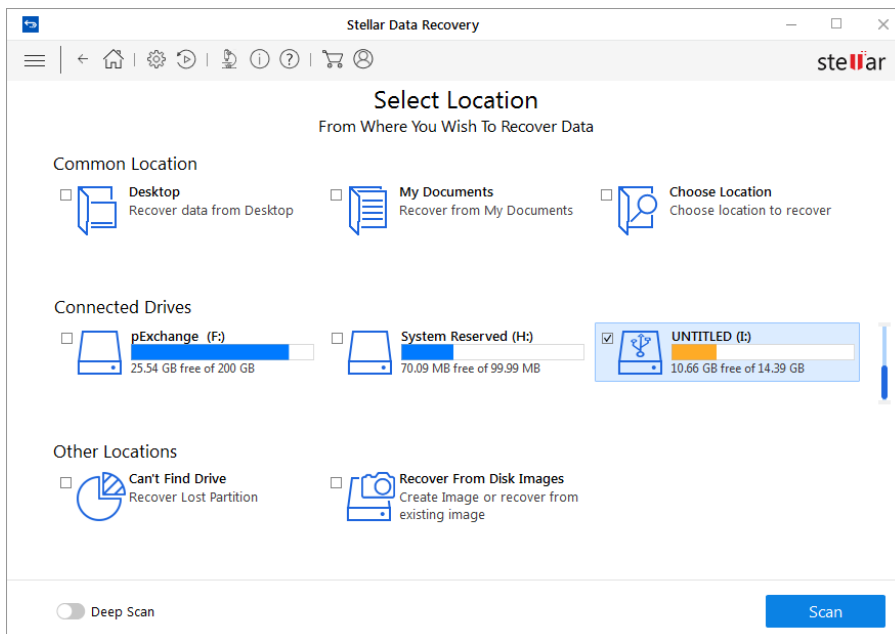 Stellar Data Recovery
stellar
Select Location
From Where You Wish To Recover Data
Common Location
Desktop
Recover data from Desktop
My Documents
Recover from My Documents
Choose Location
Choose location to recover
Connected Drives
pExchange (F:)
25.54 GB free of 200 GB
System Reserved (H:)
70.09 MB free of 99.99 MB
UNTITLED (I:)
10.66 GB free of 14.39 GB
Other Locations
Can't Find Drive
Recover Lost Partition
Recover From Disk Images
Create Image or recover from
existing image
Deep Scan
Scan